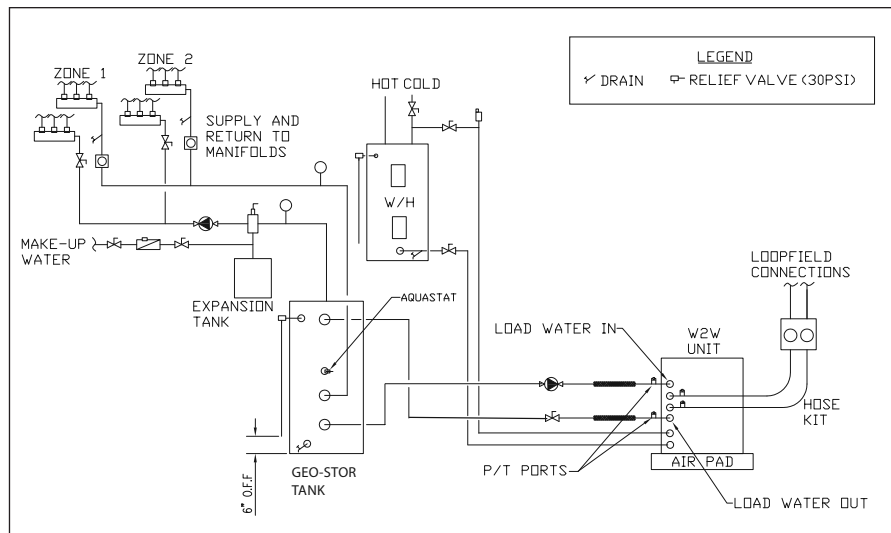 ZONE 1
ZONE 2
SUPPLY AND
RETURN TO
MANIFOLDS
HOT COLD
LEGEND
DRAIN
RELIEF VALVE (30PSI)
W/H
MAKE-UP
WATER
EXPANSION
TANK
AQUASTAT
LOOPFIELD
CONNECTIONS
LOAD WATER IN
W2W
UNIT
HOSE
KIT
P/T PORTS
AIR PAD
LOAD WATER OUT
GEO-STOR
TANK
6" O.F.F